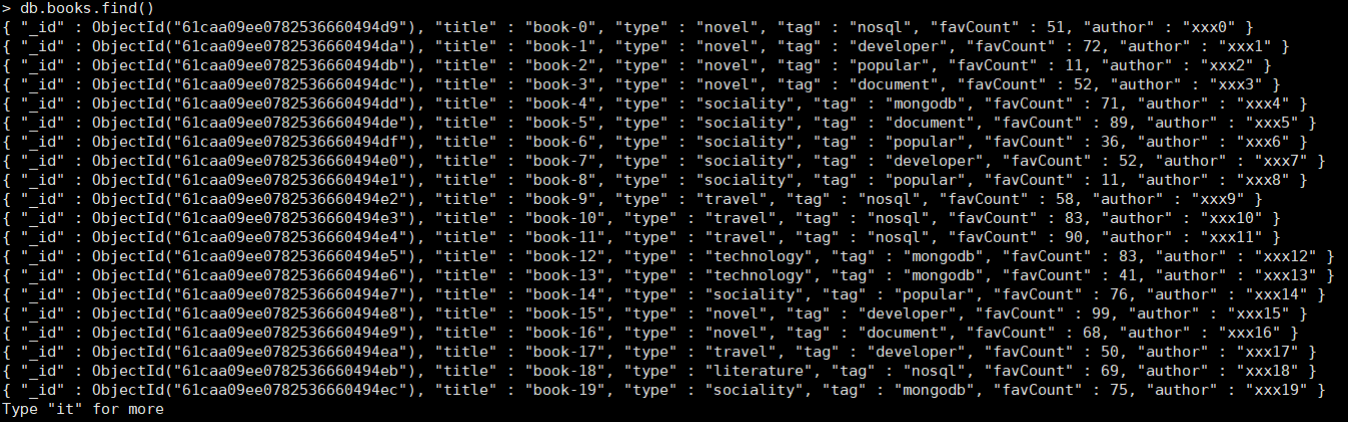 > db.books.find()
{ "_id" : ObjectId("61caa09ee0782536660494d9"), "title" : "book-0", "type" : "novel", "tag" : "nosql", "favCount" : 51, "author" : "xxx0" }
{ "_id" : ObjectId("61caa09ee0782536660494da"), "title" : "book-1", "type" : "novel", "tag" : "developer", "favCount" : 72, "author" : "xxx1" }
{ "_id" : ObjectId("61caa09ee0782536660494db"), "title" : "book-2", "type" : "novel", "tag" : "popular", "favCount" : 11, "author" : "xxx2" }
{ "_id" : ObjectId("61caa09ee0782536660494dc"), "title" : "book-3", "type" : "novel", "tag" : "document", "favCount" : 52, "author" : "xxx3" }
{ "_id" : ObjectId("61caa09ee0782536660494dd"), "title" : "book-4", "type" : "sociality", "tag" : "mongodb", "favCount" : 71, "author" : "xxx4" }
{ "_id" : ObjectId("61caa09ee0782536660494de"), "title" : "book-5", "type" : "sociality", "tag" : "document", "favCount" : 89, "author" : "xxx5" }
{ "_id" : ObjectId("61caa09ee0782536660494df"), "title" : "book-6", "type" : "sociality", "tag" : "popular", "favCount" : 36, "author" : "xxx6" }
{ "_id" : ObjectId("61caa09ee0782536660494e0"), "title" : "book-7", "type" : "sociality", "tag" : "developer", "favCount" : 52, "author" : "xxx7" }
{ "_id" : ObjectId("61caa09ee0782536660494e1"), "title" : "book-8", "type" : "sociality", "tag" : "popular", "favCount" : 11, "author" : "xxx8" }
{ "_id" : ObjectId("61caa09ee0782536660494e2"), "title" : "book-9", "type" : "travel", "tag" : "nosql", "favCount" : 58, "author" : "xxx9" }
{ "_id" : ObjectId("61caa09ee0782536660494e3"), "title" : "book-10", "type" : "travel", "tag" : "nosql", "favCount" : 83, "author" : "xxx10" }
{ "_id" : ObjectId("61caa09ee0782536660494e4"), "title" : "book-11", "type" : "travel", "tag" : "nosql", "favCount" : 90, "author" : "xxx11" }
{ "_id" : ObjectId("61caa09ee0782536660494e5"), "title" : "book-12", "type" : "technology", "tag" : "mongodb", "favCount" : 83, "author" : "xxx12" }
{ "_id" : ObjectId("61caa09ee0782536660494e6"), "title" : "book-13", "type" : "technology", "tag" : "mongodb", "favCount" : 41, "author" : "xxx13" }
{ "_id" : ObjectId("61caa09ee0782536660494e7"), "title" : "book-14", "type" : "sociality", "tag" : "popular", "favCount" : 76, "author" : "xxx14" }
{ "_id" : ObjectId("61caa09ee0782536660494e8"), "title" : "book-15", "type" : "novel", "tag" : "developer", "favCount" : 99, "author" : "xxx15" }
{ "_id" : ObjectId("61caa09ee0782536660494e9"), "title" : "book-16", "type" : "novel", "tag" : "document", "favCount" : 68, "author" : "xxx16" }
{ "_id" : ObjectId("61caa09ee0782536660494ea"), "title" : "book-17", "type" : "travel", "tag" : "developer", "favCount" : 50, "author" : "xxx17" }
{ "_id" : ObjectId("61caa09ee0782536660494eb"), "title" : "book-18", "type" : "literature", "tag" : "nosql", "favCount" : 69, "author" : "xxx18" }
{ "_id" : ObjectId("61caa09ee0782536660494ec"), "title" : "book-19", "type" : "sociality", "tag" : "mongodb", "favCount" : 75, "author" : "xxx19" }
Type "it" for more